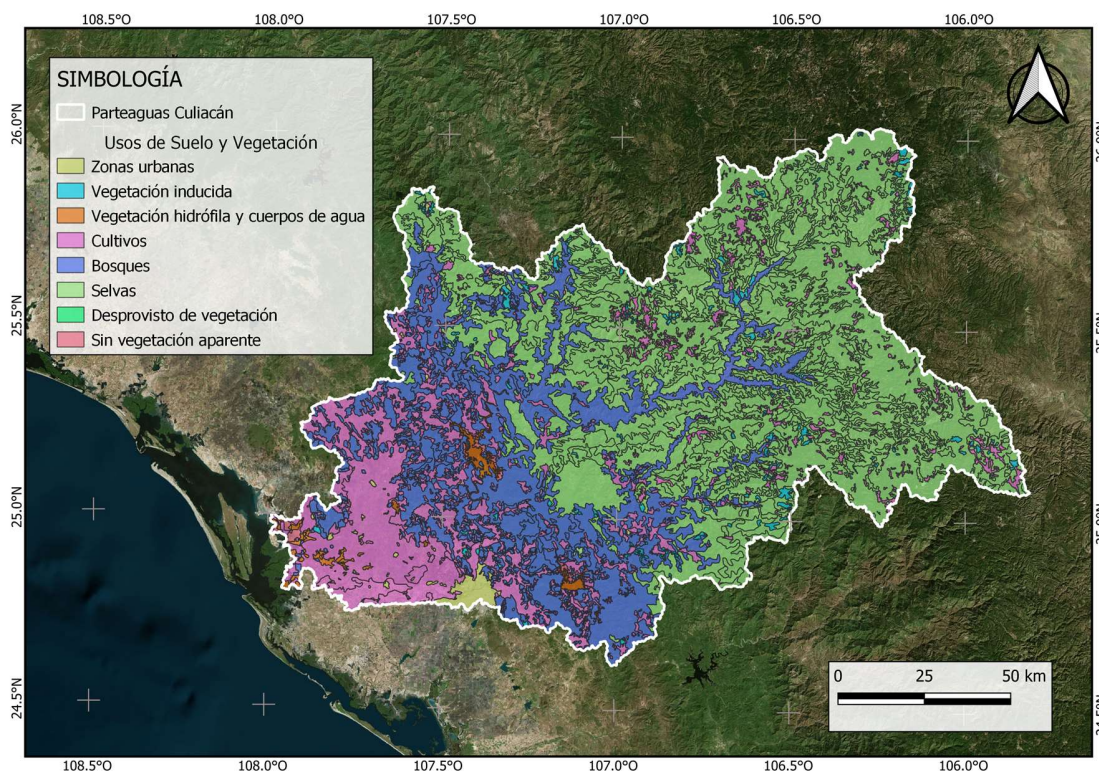 108.5°O 108.0°O 107.5°O 107.0°O 106.5°O 106.0°O
SIMBOLOGÍA
Parteaguas Culiacán
Usos de Suelo y Vegetación
Zonas urbanas
Vegetación inducida
Vegetación hidrófila y cuerpos de agua
Cultivos
Bosques
Selvas
Desprovisto de vegetación
Sin vegetación aparente
26.0°N
25.5°N
25.0°N
24.5°N
0 25 50 km
108.5°O 108.0°O 107.5°O 107.0°O 106.5°O 106.0°O